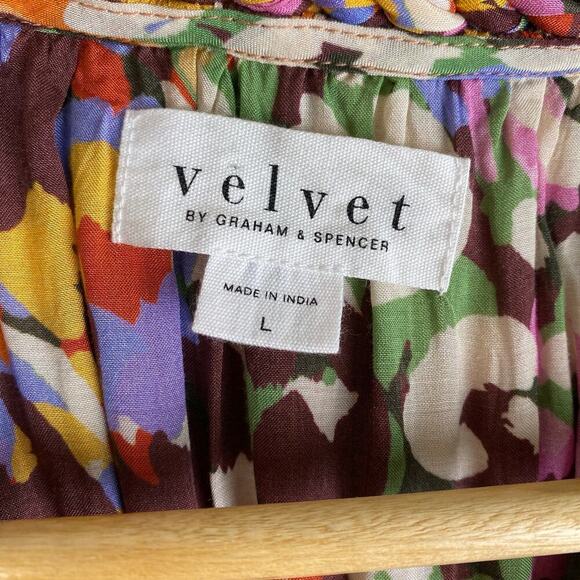 velvet
BY GRAHAM & SPENCER
MADE IN INDIA
L